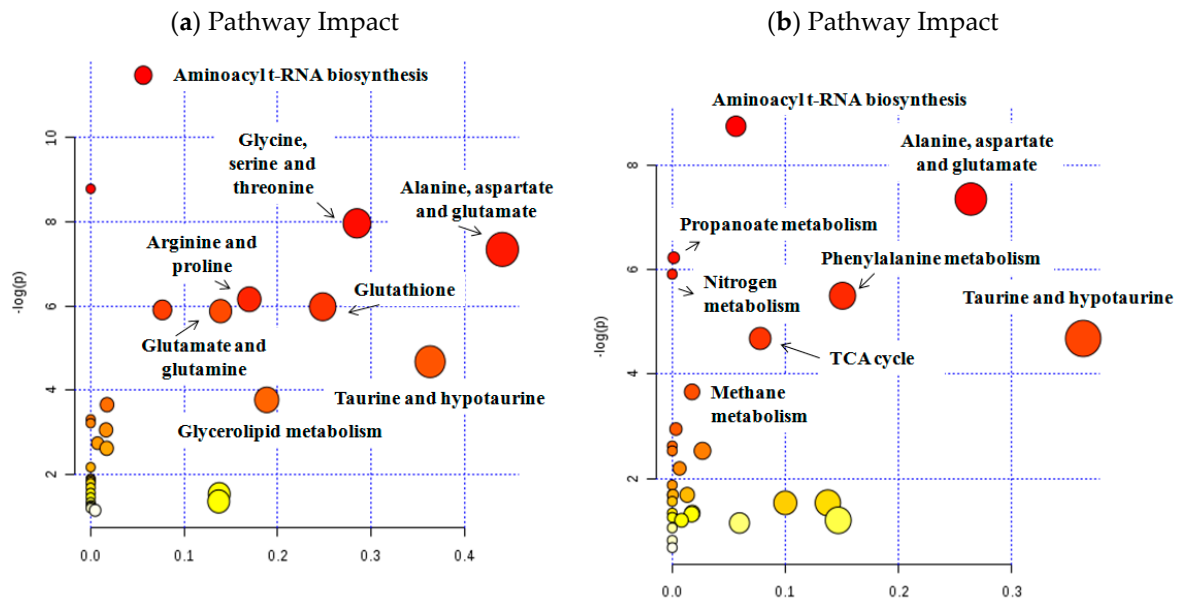 (a) Pathway Impact
Aminoacyl t-RNA biosynthesis
Glycine,
serine and
threonine
Alanine, aspartate
and glutamate
Arginine and
proline
Glutathione
Glutamate and
glutamine
Taurine and hypotaurine
Glycerolipid metabolism
-log(p)
10
8
6
4
2
0.0 0.1 0.2 0.3 0.4
(b) Pathway Impact
Aminoacyl t-RNA biosynthesis
Alanine, aspartate
and glutamate
Propanoate metabolism
Phenylalanine metabolism
Nitrogen
metabolism
Taurine and hypotaurine
TCA cycle
Methane
metabolism
-log(p)
8
6
4
2
0.0 0.1 0.2 0.3